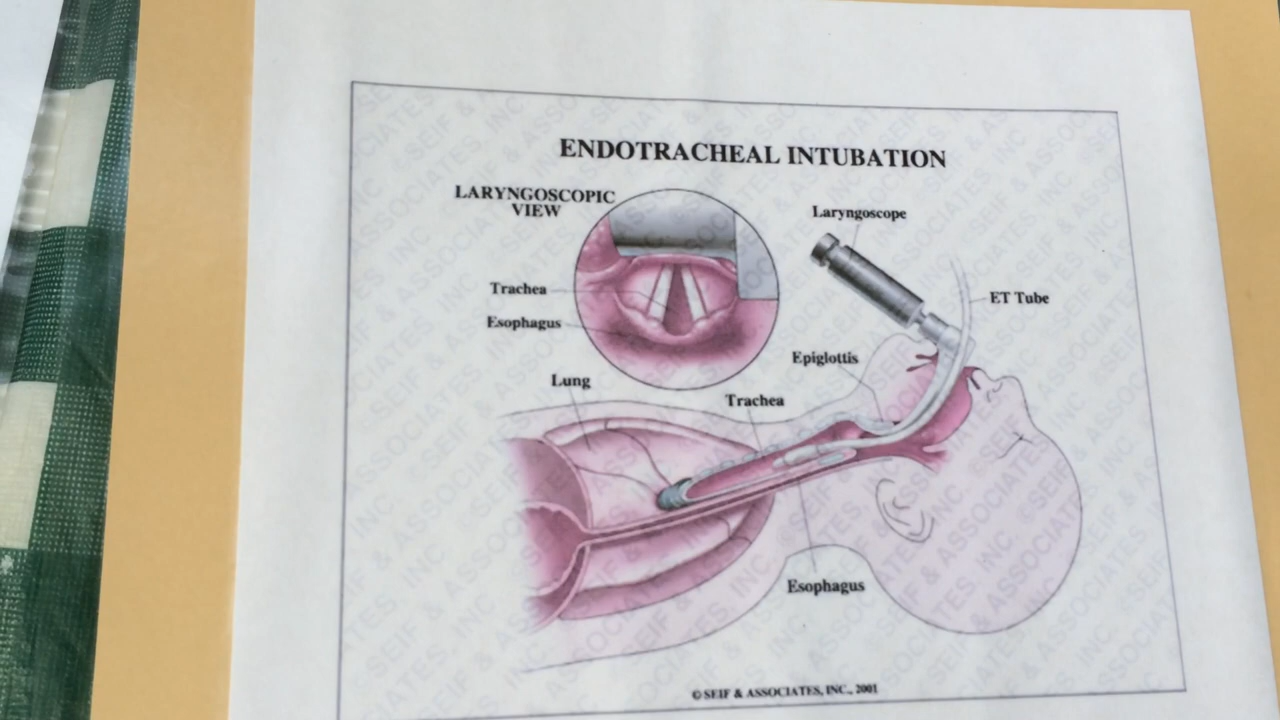 ENDOTRACHEAL INTUBATION
LARYNGOSCOPIC
VIEW
Laryngoscope
Trachea
ET Tube
Esophagus
Epiglottis
Lung
Trachea
Esophagus
© SEIF & ASSOCIATES, INC., 2001